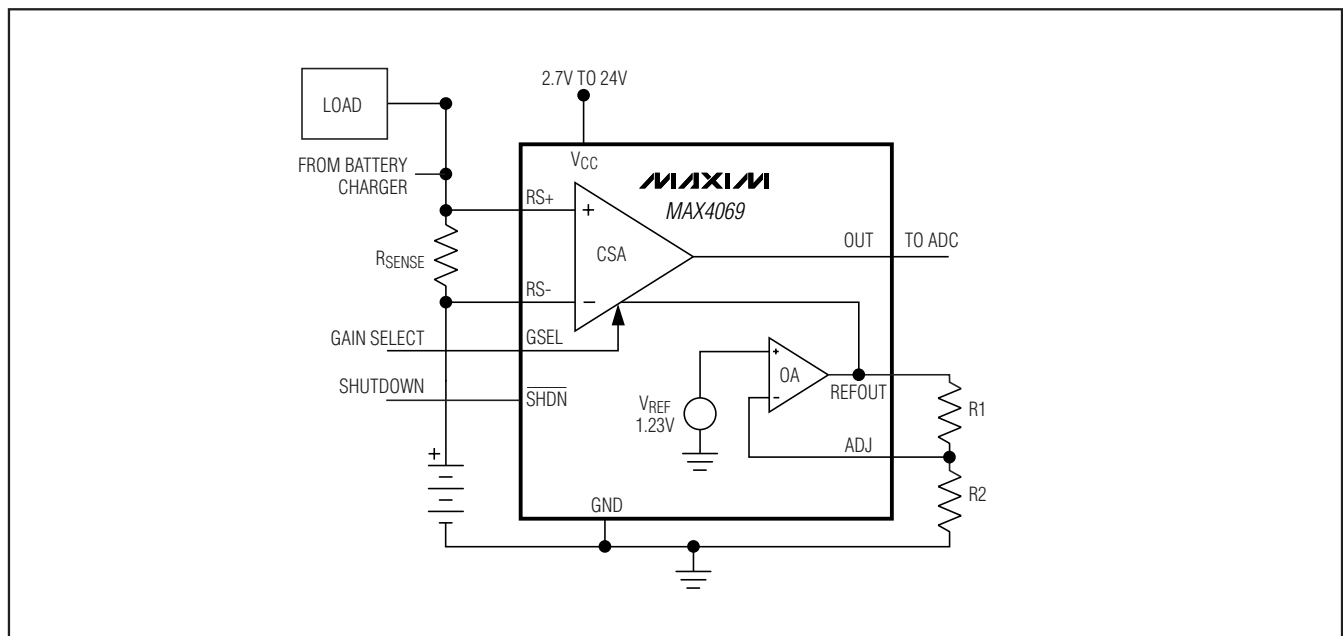 2.7V TO 24V
LOAD
FROM BATTERY
CHARGER
VCC
MAXIM
MAX4069
RS+
+
CSA
OUT
TO ADC
RSENSE
RS-
−
GAIN SELECT
GSEL
SHUTDOWN
SHDN
+
OA
-
REFOUT
VREF
1.23V
R1
ADJ
+
R2
GND